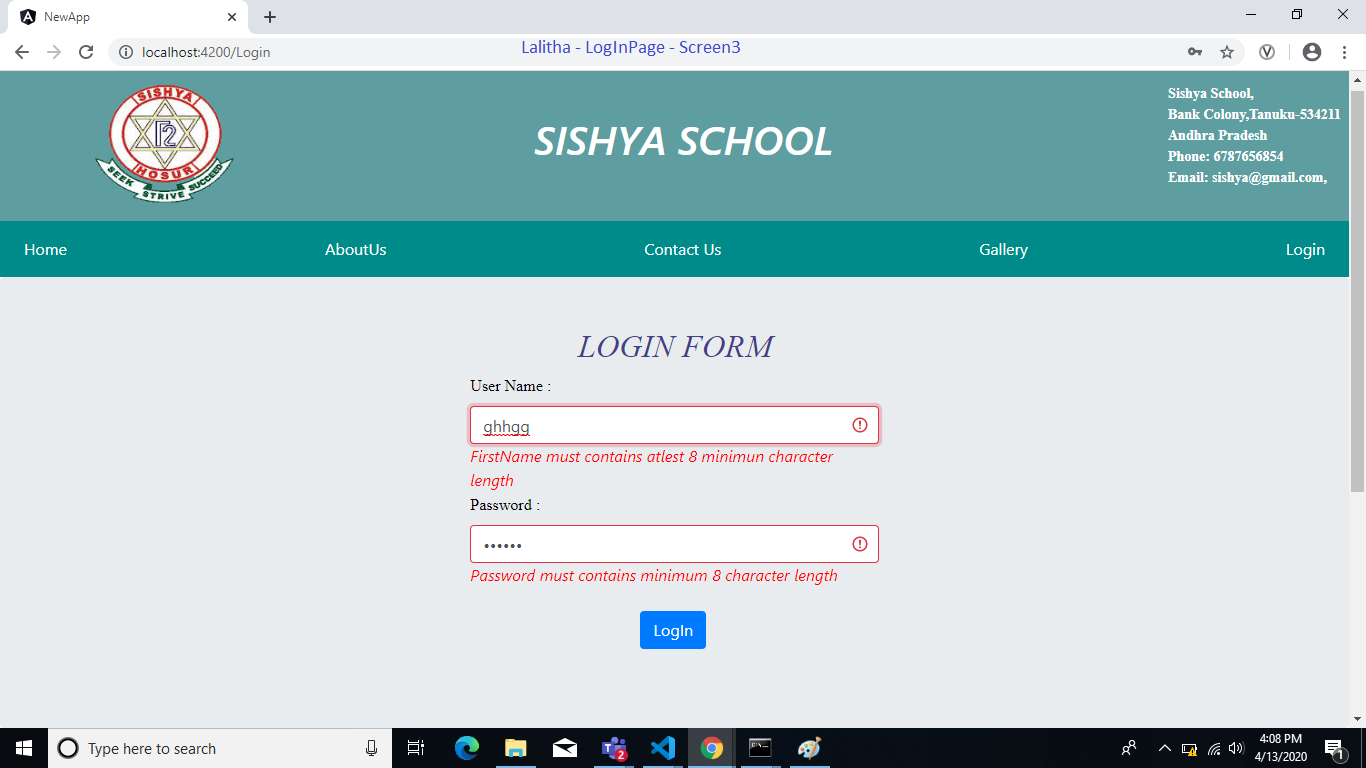 NewApp
localhost:4200/Login
Lalitha - LogInPage - Screen3
SISHYA
HOSUR
SEEK STRIVE SUCCEED
SISHYA SCHOOL
Sishya School,
Bank Colony,Tanuku-534211
Andhra Pradesh
Phone: 6787656854
Email: sishya@gmail.com,
Home AboutUs Contact Us Gallery Login
LOGIN FORM
User Name :
ghhgg
FirstName must contains atlest 8 minimun character
length
Password :
••••••
Password must contains minimum 8 character length
LogIn
Type here to search
2
4:08 PM
4/13/2020
1